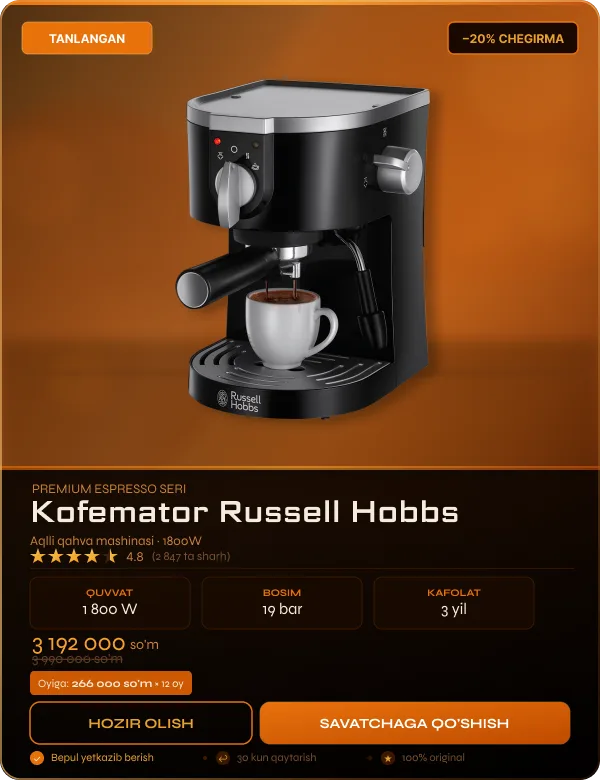 TANLANGAN
−20% CHEGIRMA
Russell
Hobbs
PREMIUM ESPRESSO SERI
Kofemator Russell Hobbs
Aqlli qahva mashinasi · 1800W
4.8 (2 847 ta sharh)
QUVVAT
1 800 W
BOSIM
19 bar
KAFOLAT
3 yil
3 192 000 so'm
3 990 000 so'm
Oyiga: 266 000 so'm × 12 oy
HOZIR OLISH
SAVATCHAGA QO'SHISH
Bepul yetkazib berish
30 kun qaytarish
100% original